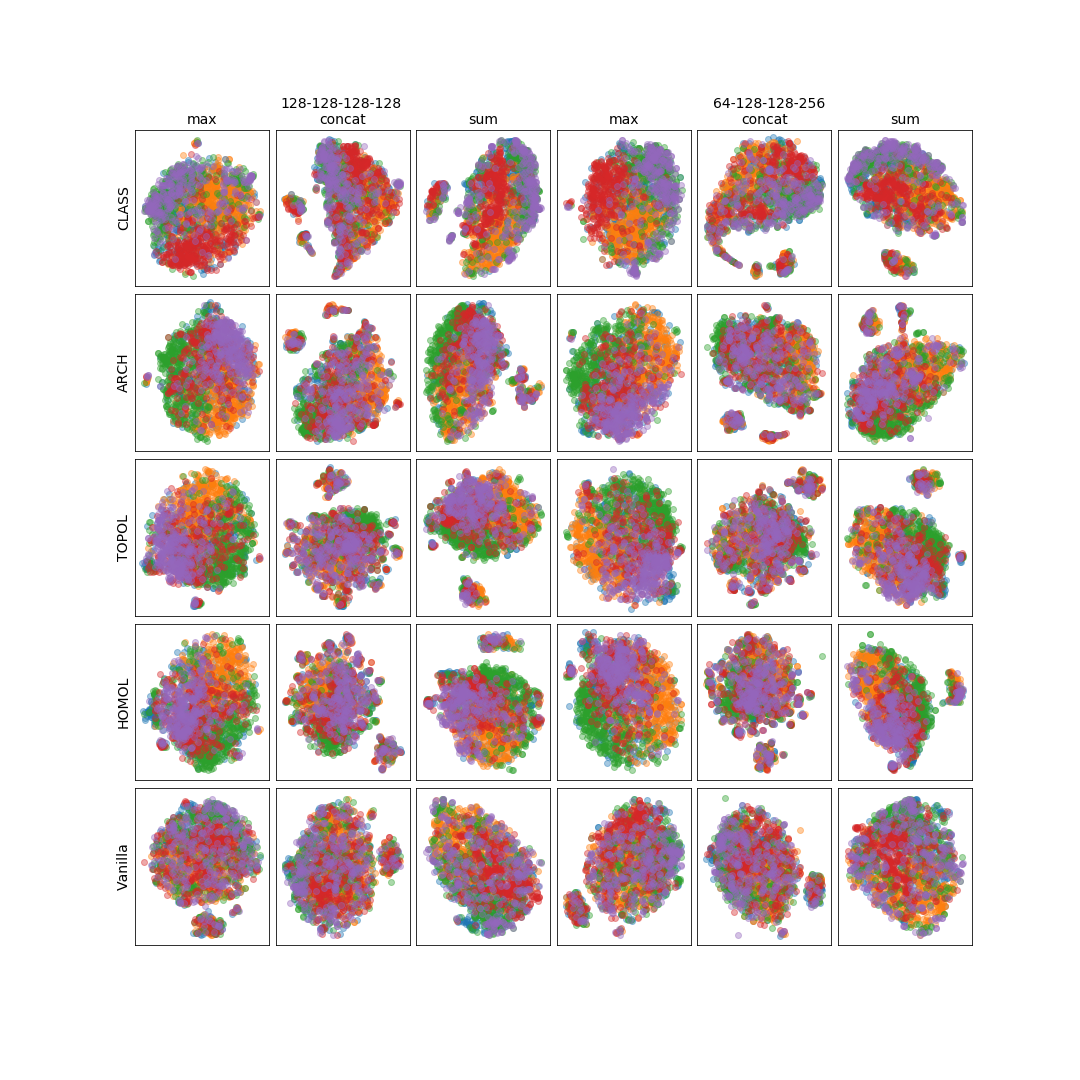 128-128-128-128
64-128-128-256
max
concat
sum
max
concat
sum
CLASS
ARCH
TOPOL
HOMOL
Vanilla